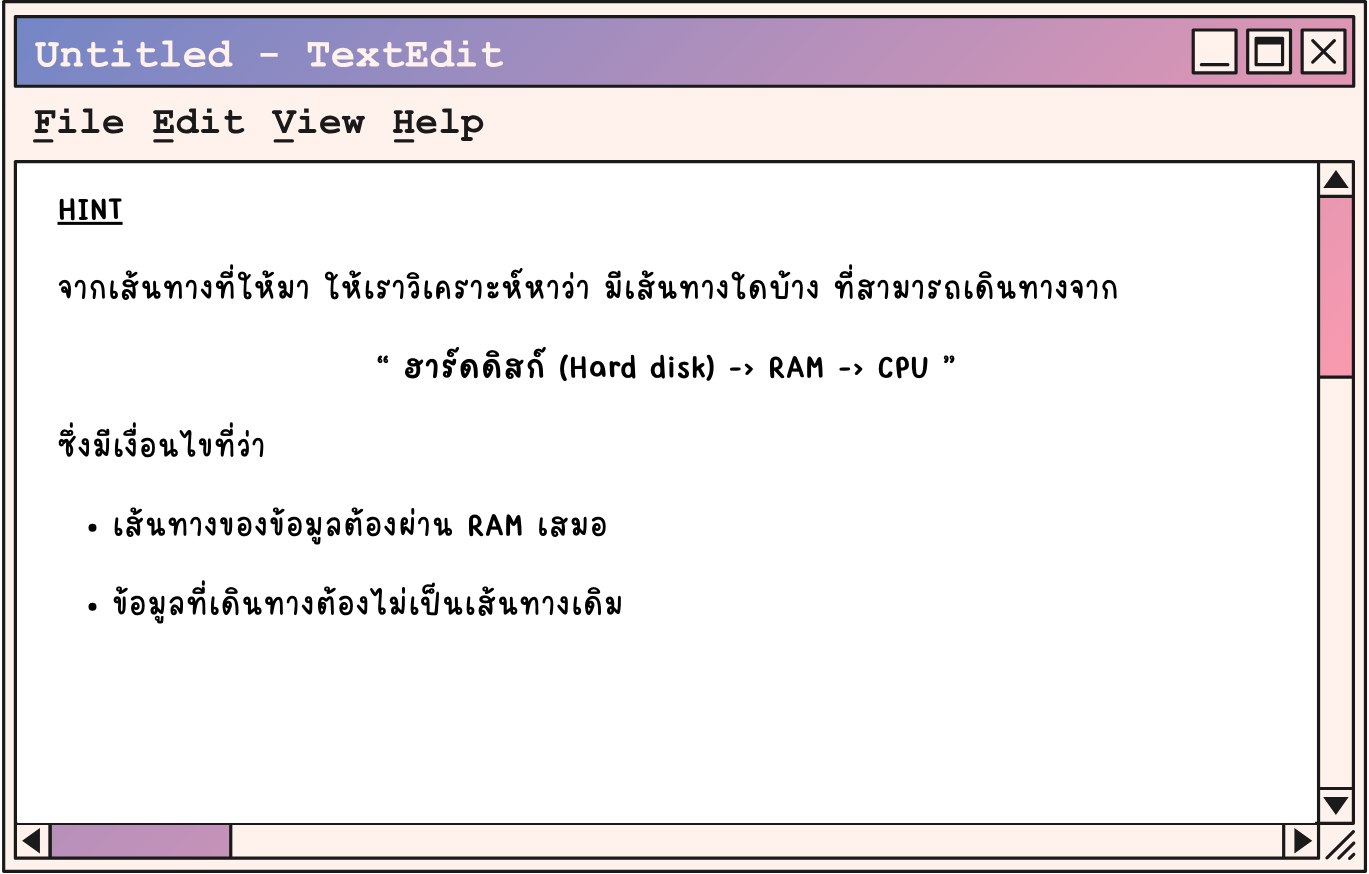 Untitled - TextEdit
File Edit View Help
HINT
จากเส้นทางที่ให้มา ให้เราวิเคราะห์หาว่า มีเส้นทางใดบ้าง ที่สามารถเดินทางจาก
“ ฮาร์ดดิสก์ (Hard disk) -> RAM -> CPU ”
ซึ่งมีเงื่อนไขที่ว่า
• เส้นทางของข้อมูลต้องผ่าน RAM เสมอ
• ข้อมูลที่เดินทางต้องไม่เป็นเส้นทางเดิม